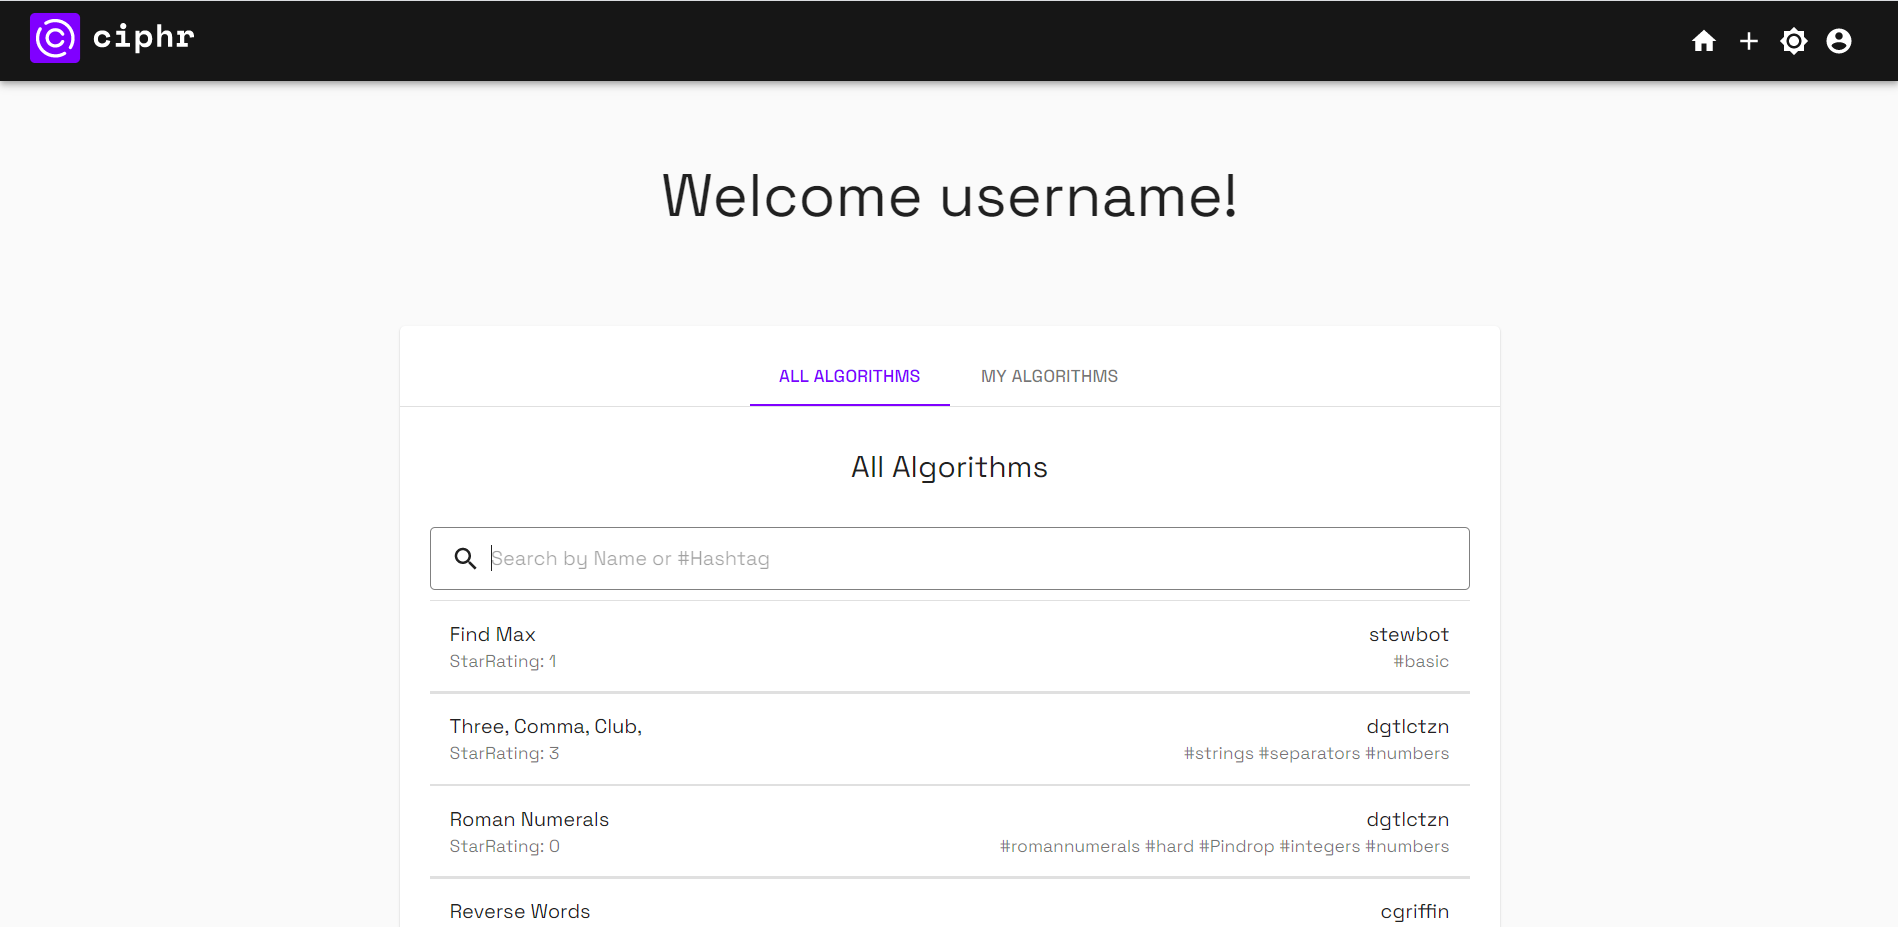 ciphr
Welcome username!
ALL ALGORITHMS MY ALGORITHMS
All Algorithms
Search by Name or #Hashtag
Find Max stewbot
StarRating: 1 #basic
Three, Comma, Club, dgtlctzn
StarRating: 3 #strings #separators #numbers
Roman Numerals dgtlctzn
StarRating: 0 #romannumerals #hard #Pindrop #integers #numbers
Reverse Words cgriffin